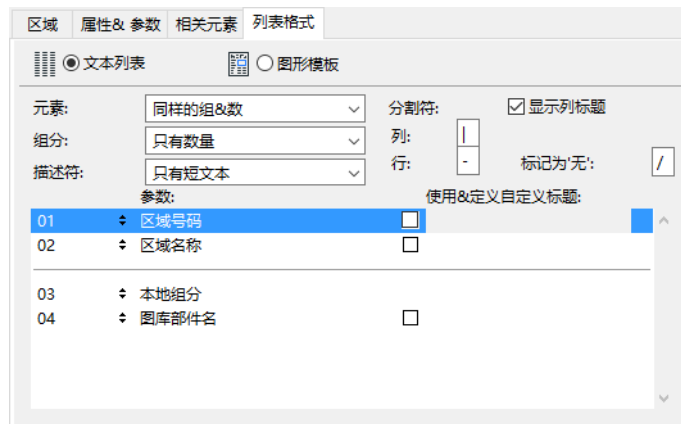 区域 属性& 参数 相关元素 列表格式
文本列表 图形模板
元素: 同样的组&数 分割符: 显示列标题
组分: 只有数量 列: |
描述符: 只有短文本 行: - 标记为'无': /
参数: 使用&定义自定义标题:
01 区域号码
02 区域名称
03 本地组分
04 图库部件名